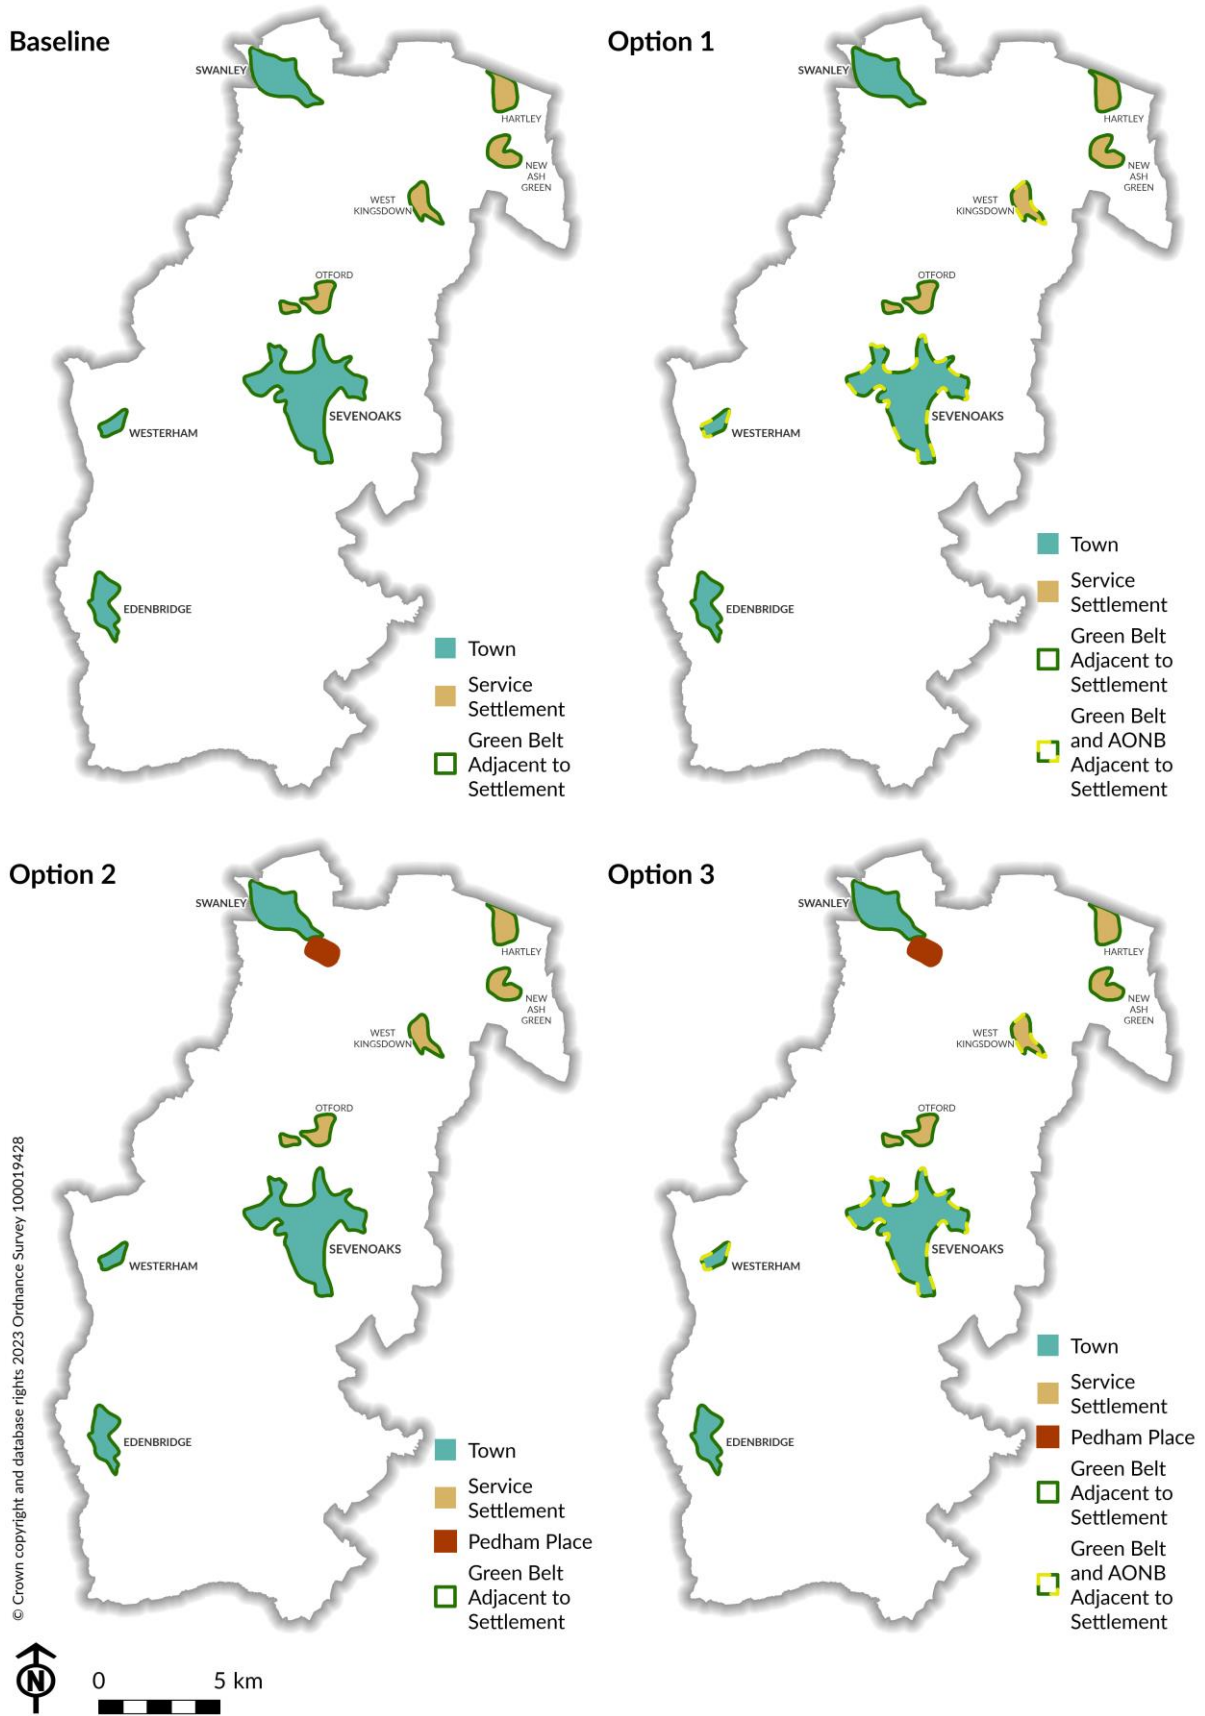 Baseline
SWANLEY
HARTLEY
NEW
ASH
GREEN
WEST
KINGSDOWN
OTFORD
SEVENOAKS
WESTERHAM
EDENBRIDGE
Town
Service
Settlement
Green Belt
Adjacent to
Settlement
Option 1
SWANLEY
HARTLEY
NEW
ASH
GREEN
WEST
KINGSDOWN
OTFORD
SEVENOAKS
WESTERHAM
EDENBRIDGE
Town
Service
Settlement
Green Belt
Adjacent to
Settlement
Green Belt
and AONB
Adjacent to
Settlement
Option 2
SWANLEY
HARTLEY
NEW
ASH
GREEN
WEST
KINGSDOWN
OTFORD
SEVENOAKS
WESTERHAM
EDENBRIDGE
Town
Service
Settlement
Pedham Place
Green Belt
Adjacent to
Settlement
Option 3
SWANLEY
HARTLEY
NEW
ASH
GREEN
WEST
KINGSDOWN
OTFORD
SEVENOAKS
WESTERHAM
EDENBRIDGE
Town
Service
Settlement
Pedham Place
Green Belt
Adjacent to
Settlement
Green Belt
and AONB
Adjacent to
Settlement
© Crown copyright and database rights 2023 Ordnance Survey 100019428
N
0 5 km